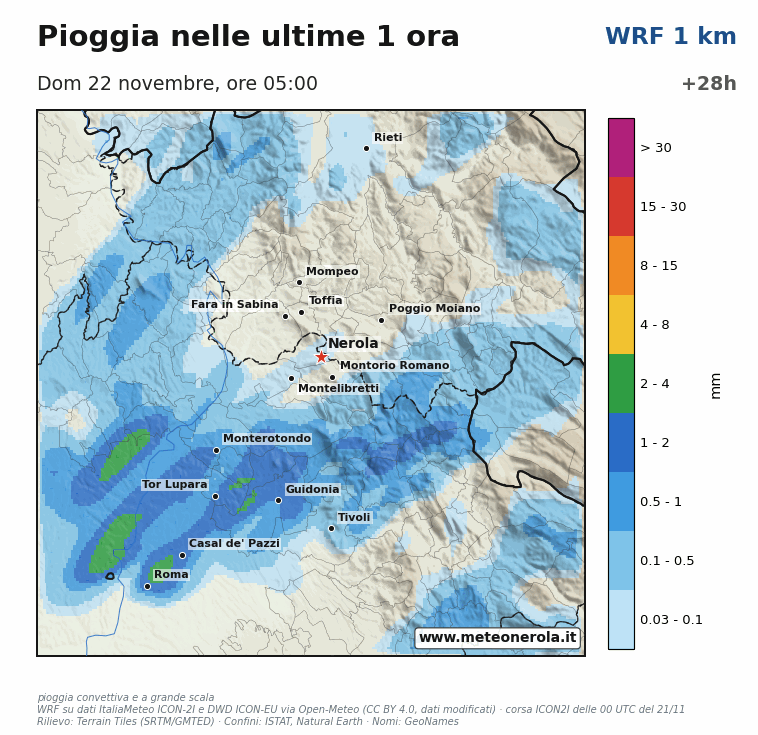 Pioggia nelle ultime 1 ora
WRF 1 km
Dom 22 novembre, ore 05:00
+28h
Rieti
Mompeo
Toffia
Fara in Sabina
Poggio Moiano
Nerola
Montorio Romano
Montelibretti
Monterotondo
Tor Lupara
Guidonia
Tivoli
Casal de' Pazzi
Roma
www.meteonerola.it
> 30
15 - 30
8 - 15
4 - 8
2 - 4
1 - 2
0.5 - 1
0.1 - 0.5
0.03 - 0.1
mm
pioggia convettiva e a grande scala
WRF su dati ItaliaMeteo ICON-2I e DWD ICON-EU via Open-Meteo (CC BY 4.0, dati modificati) · corsa ICON2I delle 00 UTC del 21/11
Rilievo: Terrain Tiles (SRTM/GMTED) · Confini: ISTAT, Natural Earth · Nomi: GeoNames